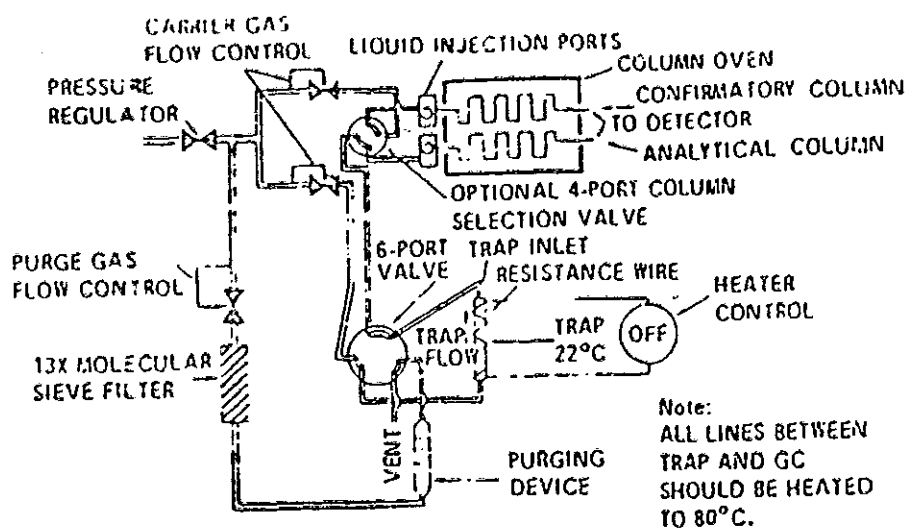 CARRIER GAS
FLOW CONTROL
LIQUID INJECTION PORTS
COLUMN OVEN
PRESSURE
REGULATOR
CONFIRMATORY COLUMN
TO DETECTOR
ANALYTICAL COLUMN
OPTIONAL 4-PORT COLUMN
SELECTION VALVE
PURGE GAS
FLOW CONTROL
6-PORT
VALVE
TRAP INLET
RESISTANCE WIRE
HEATER
CONTROL
TRAP
FLOW
TRAP
22°C
OFF
13X MOLECULAR
SIEVE FILTER
VENT
PURGING
DEVICE
Note:
ALL LINES BETWEEN
TRAP AND GC
SHOULD BE HEATED
TO 80°C.